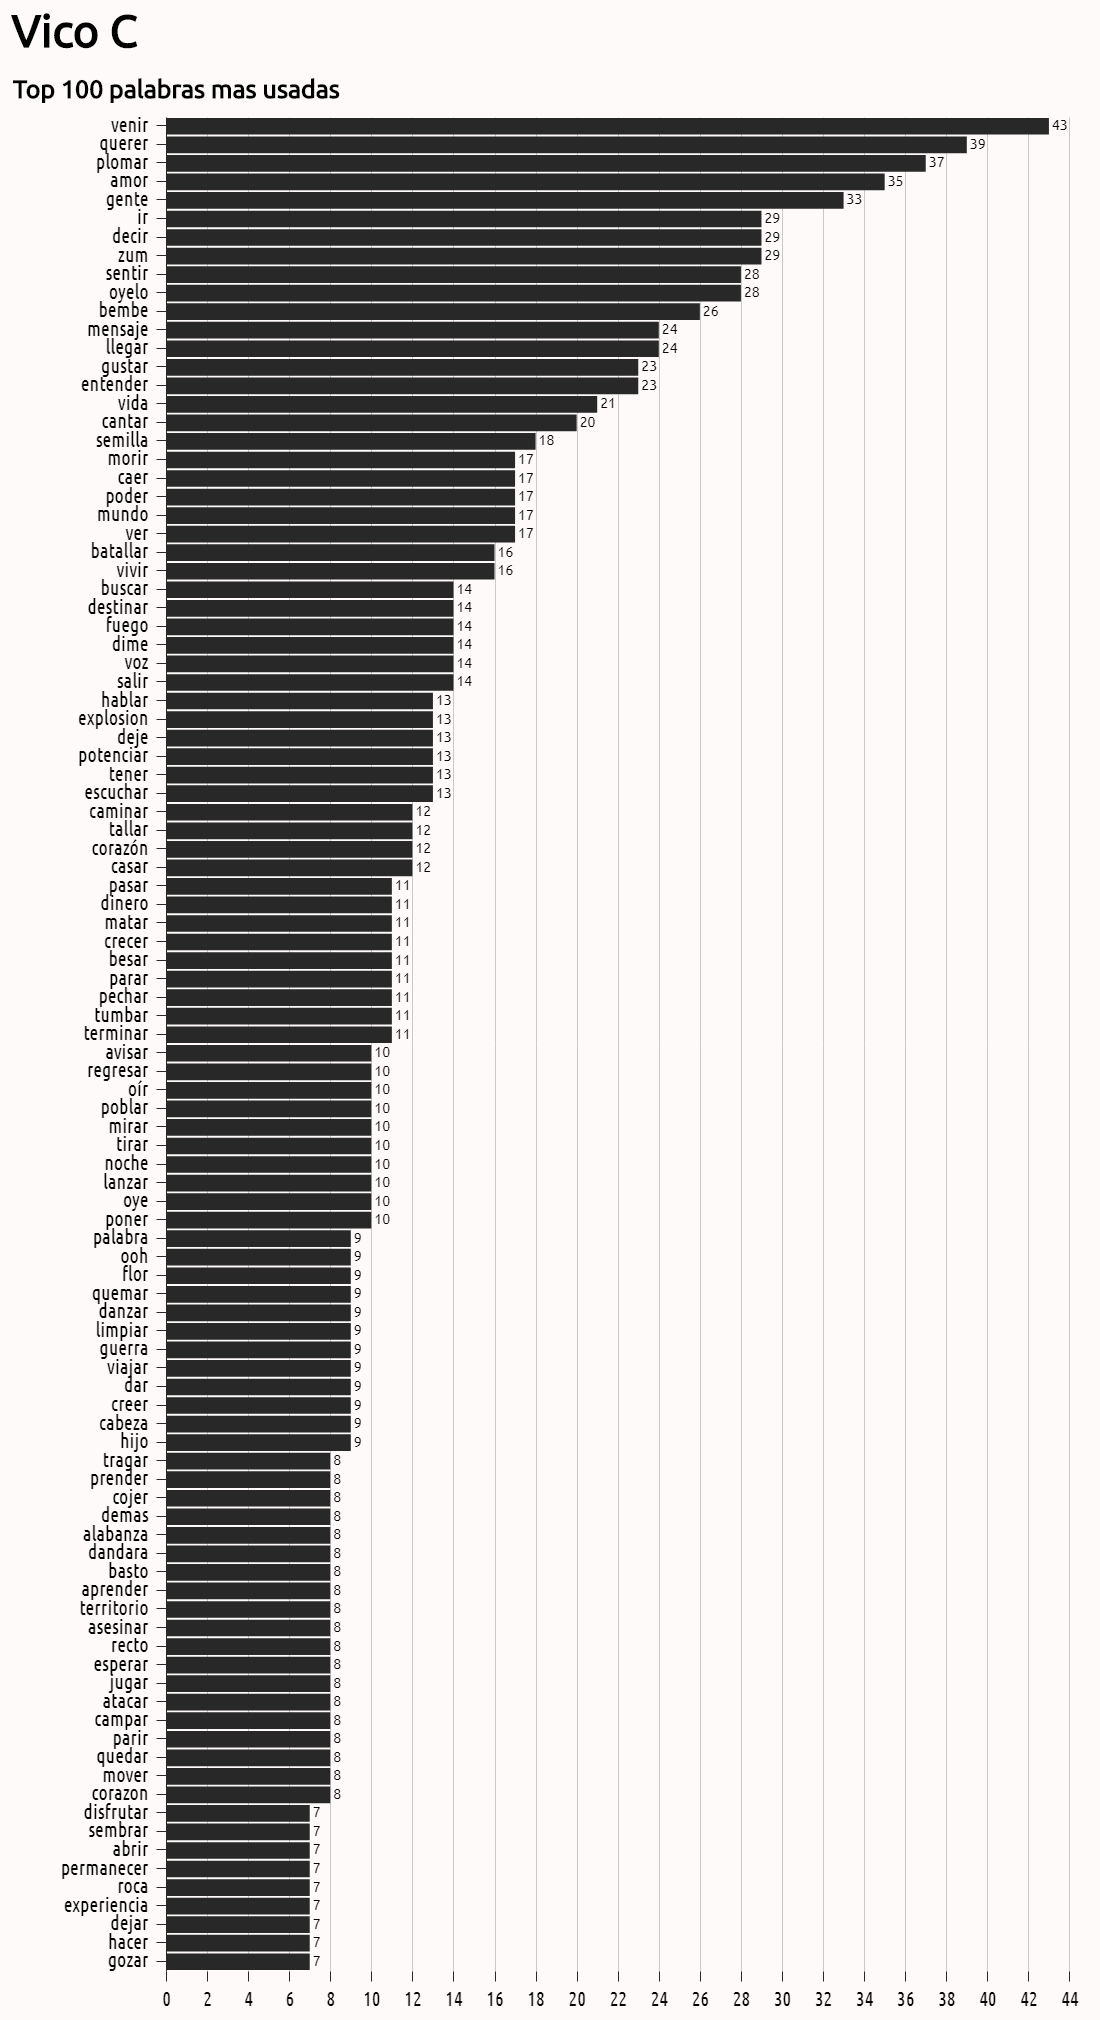 Vico C
Top 100 palabras mas usadas
venir 43
querer 39
plomar 37
amor 35
gente 33
ir 29
decir 29
zum 29
sentir 28
oyelo 28
bembe 26
mensaje 24
llegar 24
gustar 23
entender 23
vida 21
cantar 20
semilla 18
morir 17
caer 17
poder 17
mundo 17
ver 17
batallar 16
vivir 16
buscar 14
destinar 14
fuego 14
dime 14
voz 14
salir 14
hablar 13
explosion 13
deje 13
potenciar 13
tener 13
escuchar 13
caminar 12
tallar 12
corazón 12
casar 12
pasar 11
dinero 11
matar 11
crecer 11
besar 11
parar 11
pechar 11
tumbar 11
terminar 11
avisar 10
regresar 10
oír 10
poblar 10
mirar 10
tirar 10
noche 10
lanzar 10
oye 10
poner 10
palabra 9
ooh 9
flor 9
quemar 9
danzar 9
limpiar 9
guerra 9
viajar 9
dar 9
creer 9
cabeza 9
hijo 9
tragar 8
prender 8
cojer 8
demas 8
alabanza 8
dandara 8
basto 8
aprender 8
territorio 8
asesinar 8
recto 8
esperar 8
jugar 8
atacar 8
campar 8
parir 8
quedar 8
mover 8
corazon 8
disfrutar 7
sembrar 7
abrir 7
permanecer 7
roca 7
experiencia 7
dejar 7
hacer 7
gozar 7
0 2 4 6 8 10 12 14 16 18 20 22 24 26 28 30 32 34 36 38 40 42 44